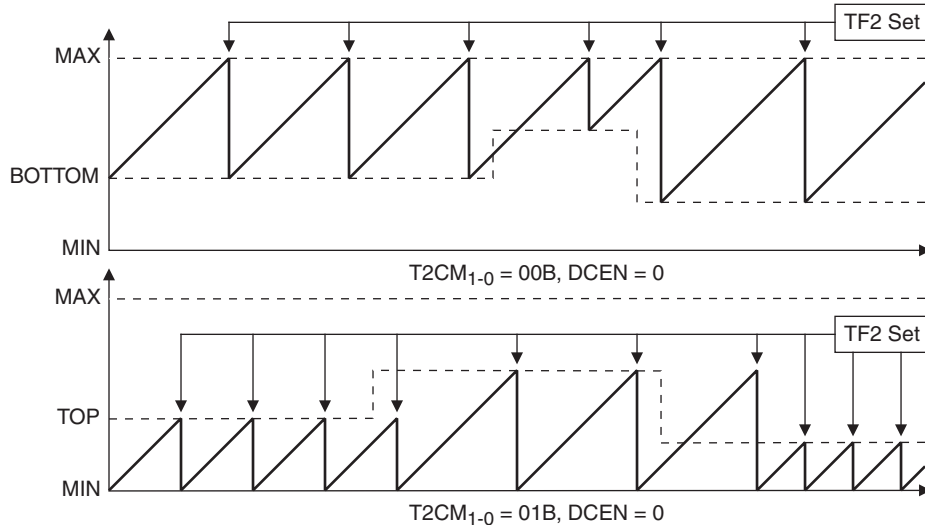 TF2 Set
MAX
BOTTOM
MIN
T2CM1-0 = 00B, DCEN = 0
MAX
TF2 Set
TOP
MIN
T2CM1-0 = 01B, DCEN = 0